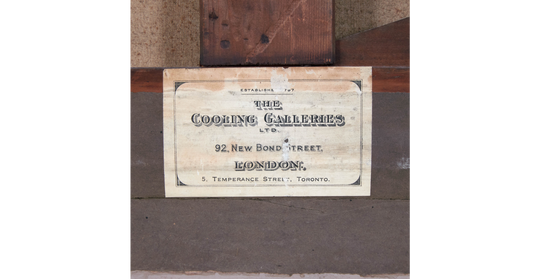 THE
COOLING GALLERIES
LTD.
92, NEW BOND STREET,
LONDON.
5, TEMPERANCE STREET, TORONTO.